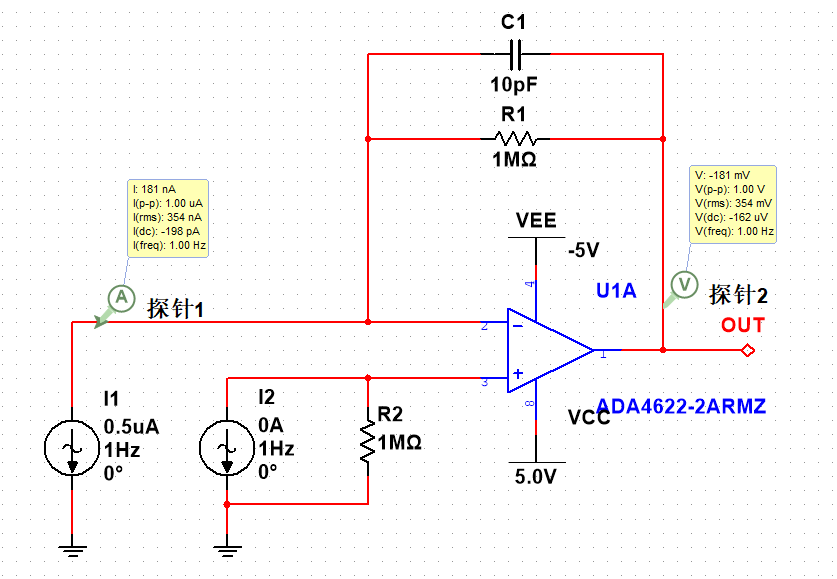 C1
10pF
R1
1MΩ
I: 181 nA
I(p-p): 1.00 uA
I(rms): 354 nA
I(dc): -198 pA
I(freq): 1.00 Hz
V: -181 mV
V(p-p): 1.00 V
V(rms): 354 mV
V(dc): -162 uV
V(freq): 1.00 Hz
VEE
-5V
A
探针1
4
U1A
V
探针2
OUT
2
1
3
8
I1
0.5uA
1Hz
0°
I2
0A
1Hz
0°
R2
1MΩ
VCC
ADA4622-2ARMZ
5.0V